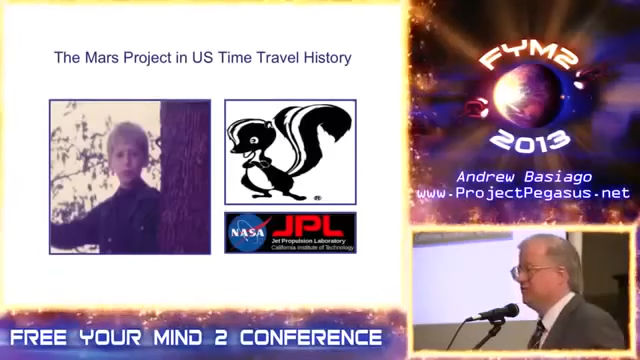 The Mars Project in US Time Travel History
NASA
JPL
Jet Propulsion Laboratory
California Institute of Technology
FYM2
2013
Andrew Basiago
www.ProjectPegasus.net
FREE YOUR MIND 2 CONFERENCE